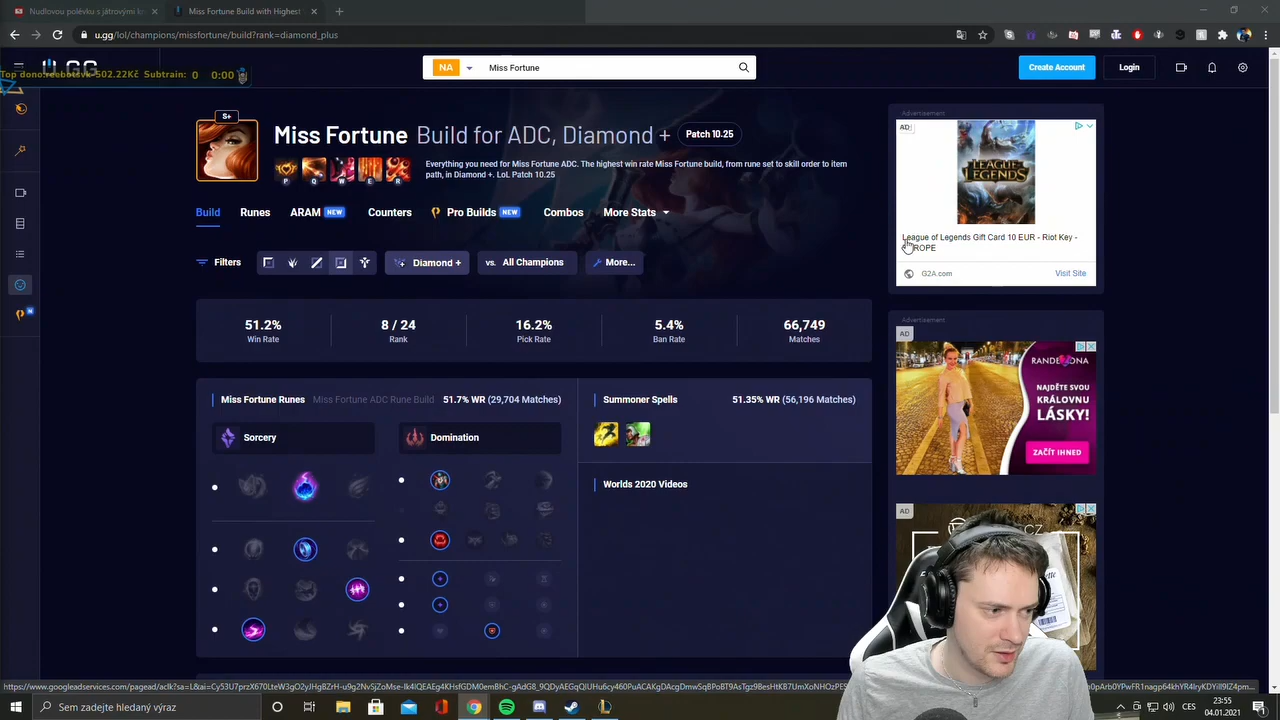 Nudlovou polévku s játrovými kn
Miss Fortune Build with Highest
u.gg/lol/champions/missfortune/build?rank=diamond_plus
Top dono:reebotsvk-502.22Kč Subtrain: 0 0:00
U.GG
NA
Miss Fortune
Create Account
Login
S+
Miss Fortune Build for ADC, Diamond +
Patch 10.25
Q W E R
Everything you need for Miss Fortune ADC. The highest win rate Miss Fortune build, from rune set to skill order to item
path, in Diamond +. LoL Patch 10.25
Build
Runes
ARAM NEW
Counters
Pro Builds NEW
Combos
More Stats
Filters
Diamond +
vs. All Champions
More...
51.2%
Win Rate
8 / 24
Rank
16.2%
Pick Rate
5.4%
Ban Rate
66,749
Matches
Miss Fortune Runes Miss Fortune ADC Rune Build 51.7% WR (29,704 Matches)
Sorcery
Domination
Summoner Spells 51.35% WR (56,196 Matches)
Worlds 2020 Videos
Advertisement
AD
LEAGUE
OF
LEGENDS
League of Legends Gift Card 10 EUR - Riot Key -
G2A.com
Visit Site
Advertisement
AD
NAJDĚTE SVOU
KRÁLOVNU
LÁSKY!
ZAČÍT IHNED
AD
Sem zadejte hledaný výraz
CES
23:55
04.01.2021